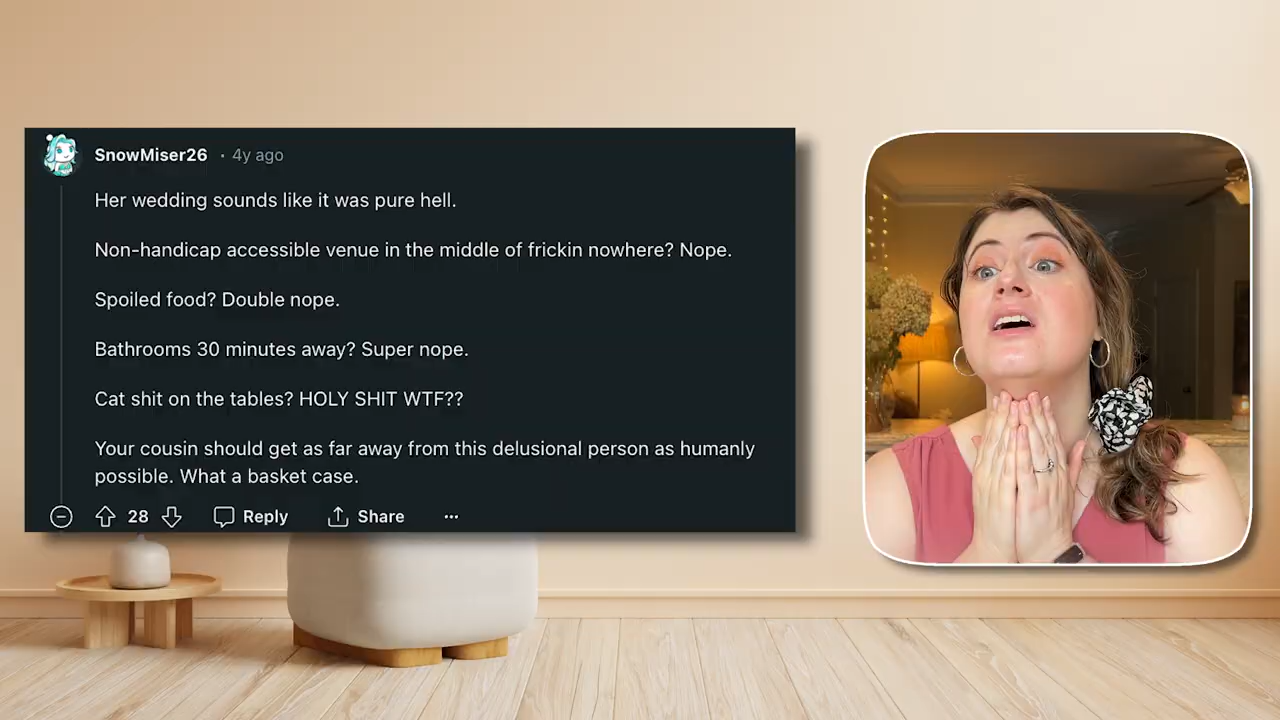 SnowMiser26 · 4y ago
Her wedding sounds like it was pure hell.
Non-handicap accessible venue in the middle of frickin nowhere? Nope.
Spoiled food? Double nope.
Bathrooms 30 minutes away? Super nope.
Cat shit on the tables? HOLY SHIT WTF??
Your cousin should get as far away from this delusional person as humanly
possible. What a basket case.
28 Reply Share ...